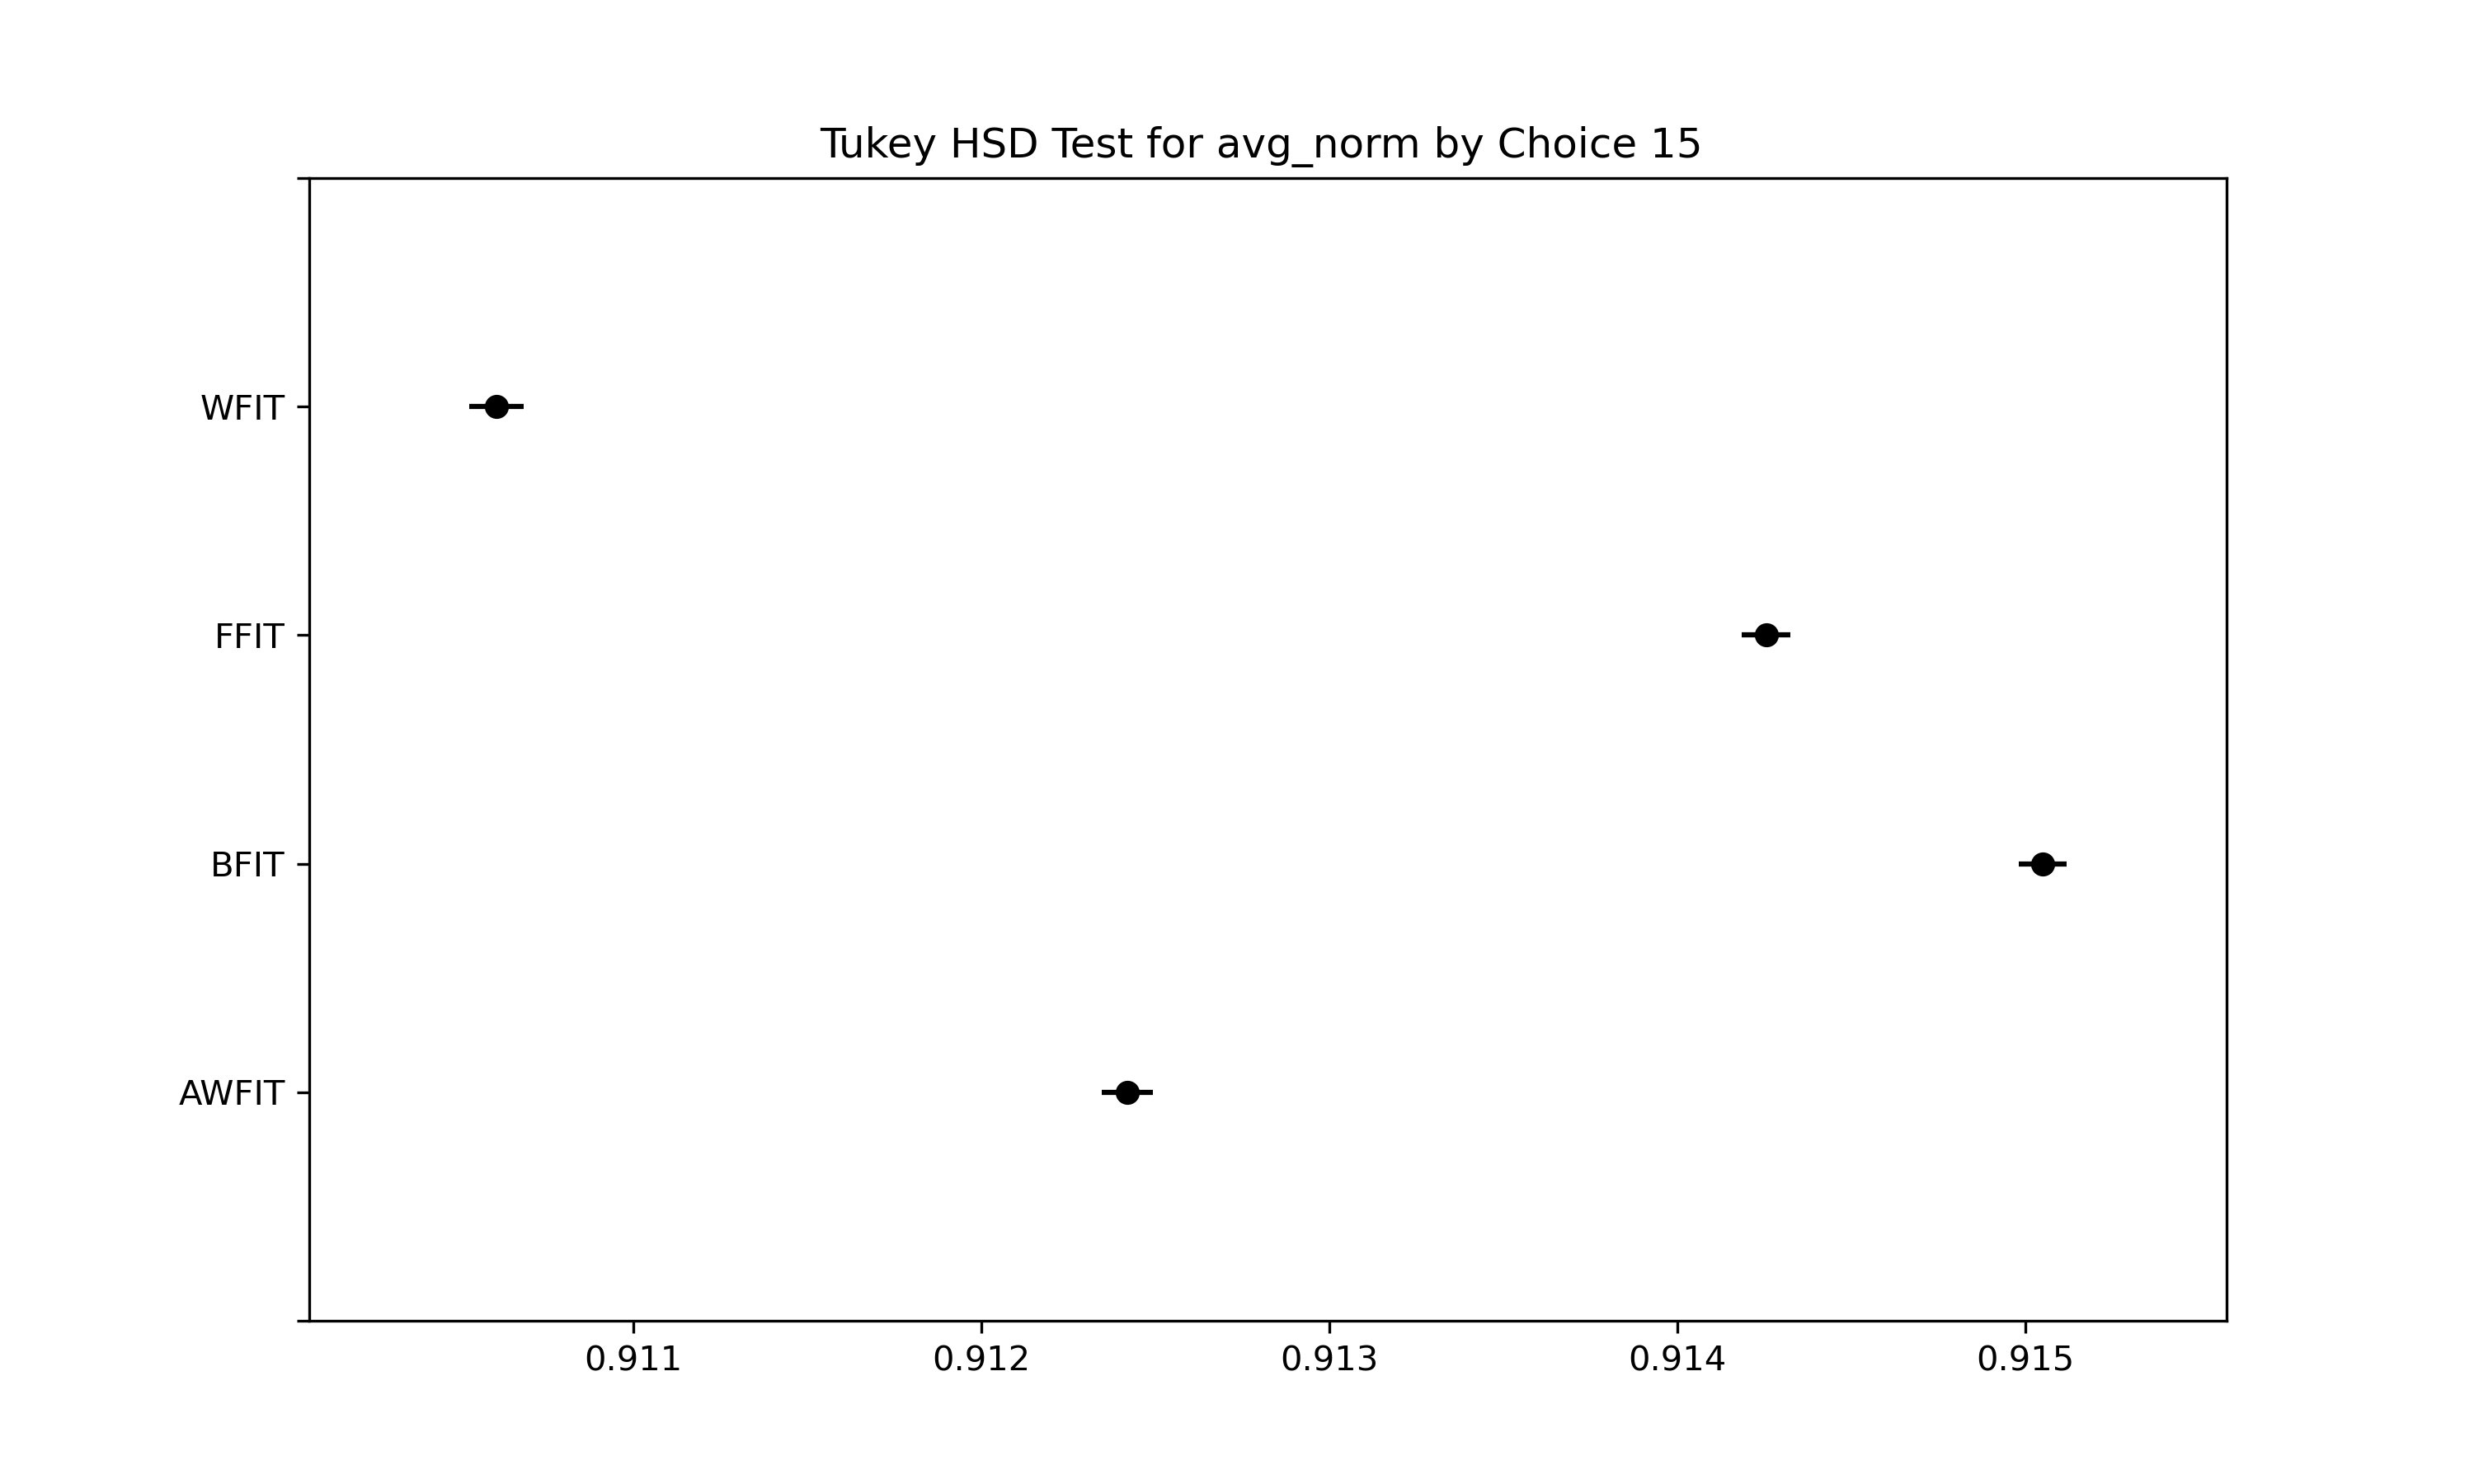 Tukey HSD Test for avg_norm by Choice 15
WFIT
FFIT
BFIT
AWFIT
0.911 0.912 0.913 0.914 0.915